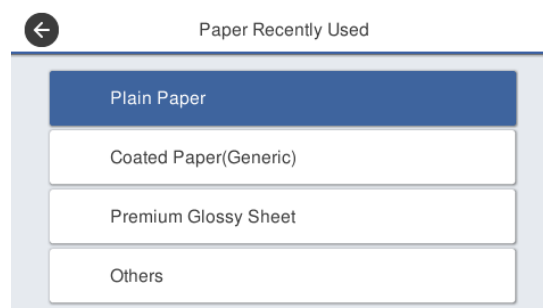 Paper Recently Used
Plain Paper
Coated Paper(Generic)
Premium Glossy Sheet
Others